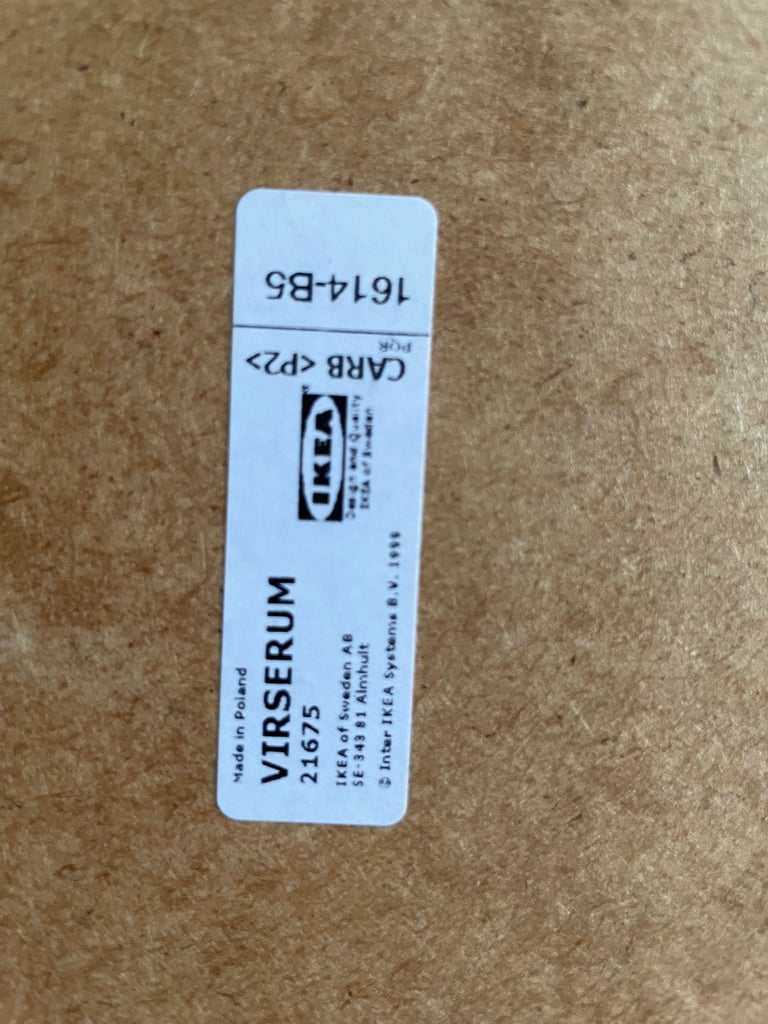 Made in Poland
VIRSERUM
21675
IKEA of Sweden AB
SE-343 81 Älmhult
© Inter IKEA Systems B.V. 1999
IKEA®
Design and Quality
IKEA of Sweden
CARB <P2>
PQR
1614-B5